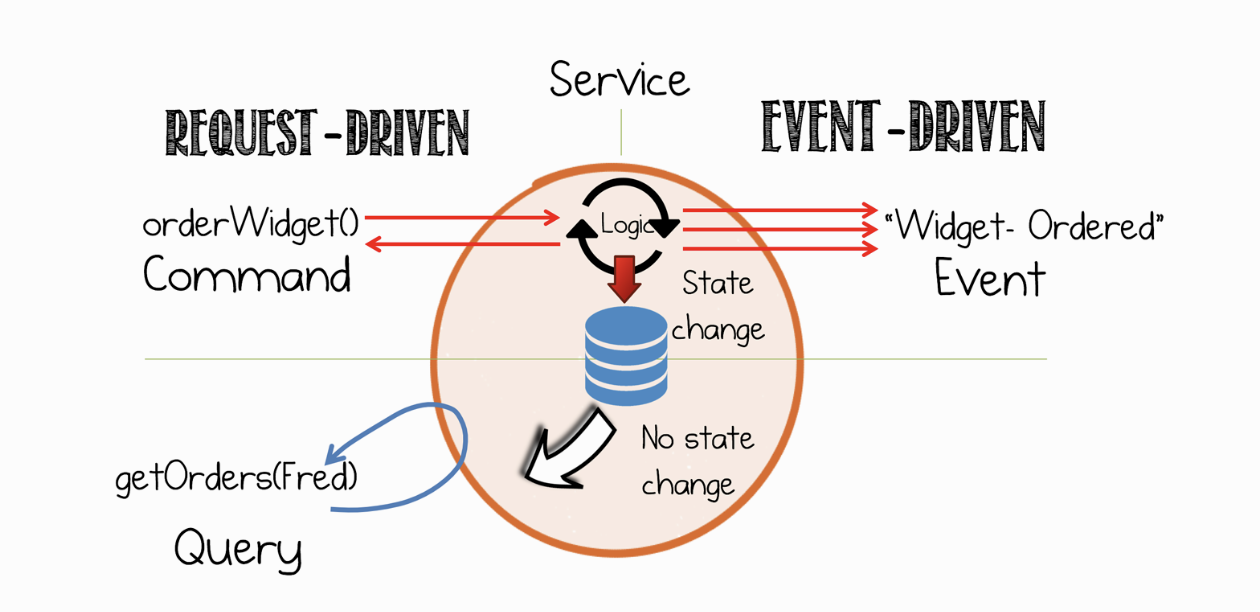 Service
REQUEST-DRIVEN
EVENT-DRIVEN
orderWidget()
Command
Logic
"Widget- Ordered"
Event
State
change
getOrders(Fred)
Query
No state
change